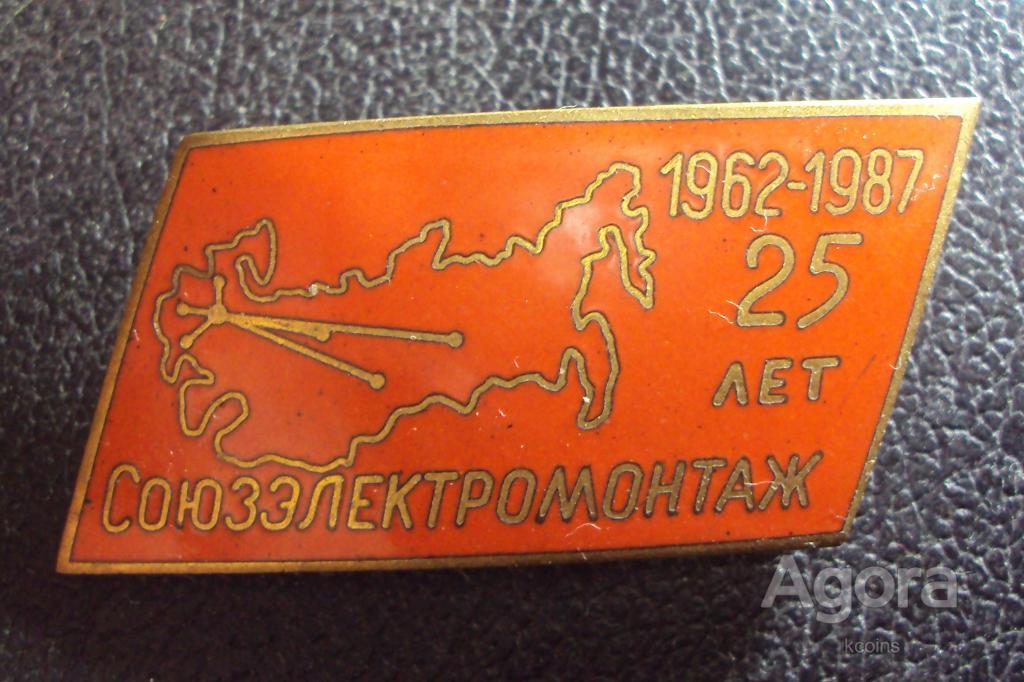 1962-1987
25
ЛЕТ
СОЮЗЭЛЕКТРОМОНТАЖ
Agora
kcoins